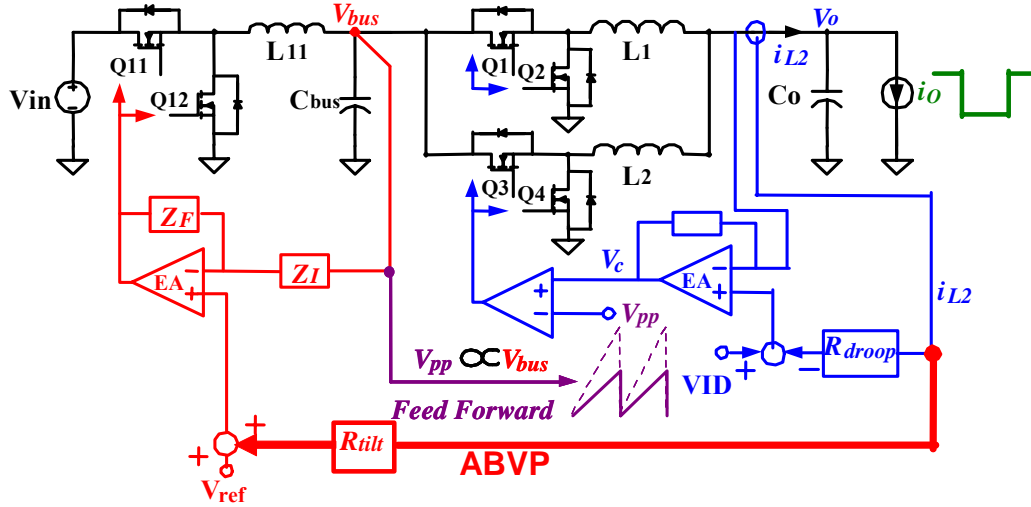 Vbus
Vo
L11
L1
iL2
Q11
Q1
Q2
Vin
Q12
Cbus
Co
iO
Q3
Q4
L2
ZF
Vc
EA
ZI
EA
iL2
Vpp
Vpp ∝ Vbus
VID
Rdroop
Feed Forward
Rtilt
ABVP
Vref